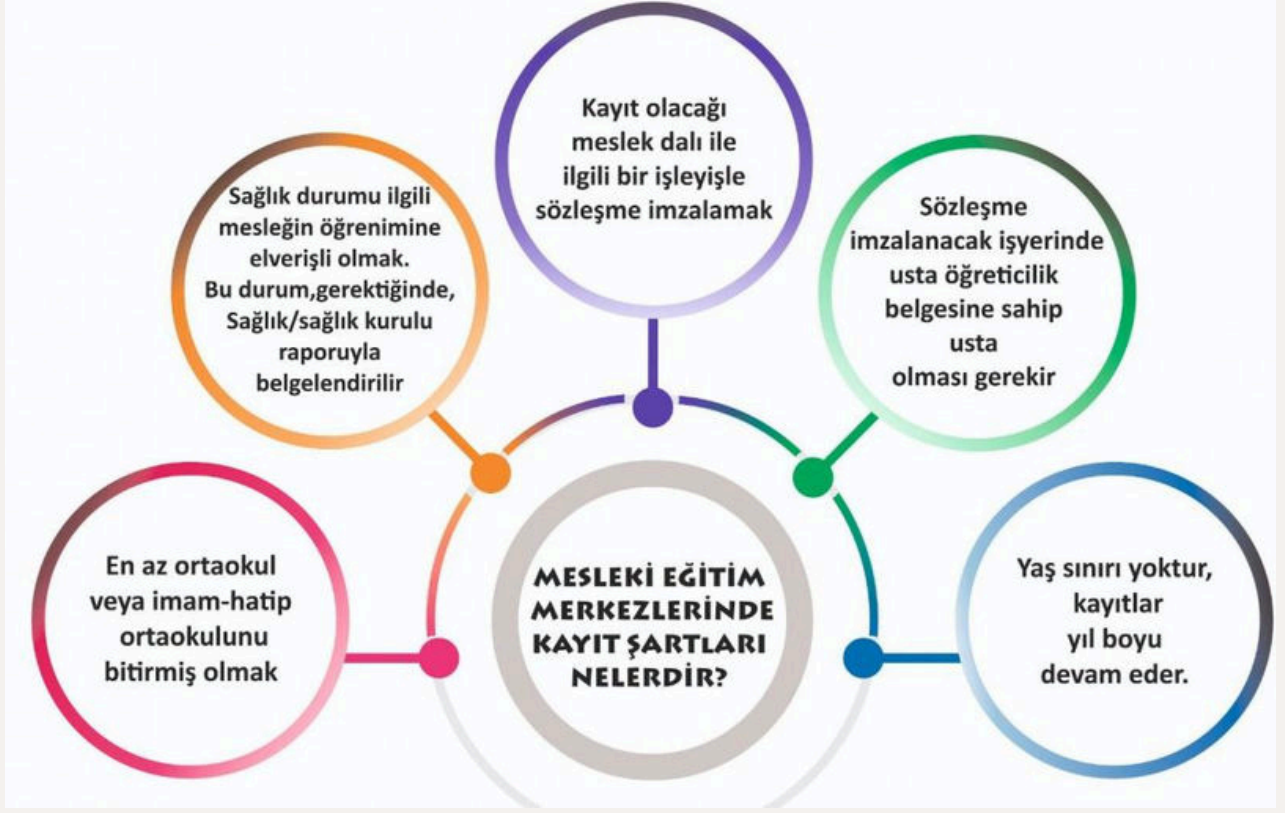 Kayıt olacağı
meslek dalı ile
ilgili bir işleyişle
sözleşme imzalamak
Sağlık durumu ilgili
mesleğin öğrenimine
elverişli olmak.
Bu durum,gerektiğinde,
Sağlık/sağlık kurulu
raporuyla
belgelendirilir
Sözleşme
imzalanacak işyerinde
usta öğreticilik
belgesine sahip
usta
olması gerekir
En az ortaokul
veya imam-hatip
ortaokulunu
bitirmiş olmak
MESLEKİ EĞİTİM
MERKEZLERİNDE
KAYIT ŞARTLARI
NELERDİR?
Yaş sınırı yoktur,
kayıtlar
yıl boyu
devam eder.